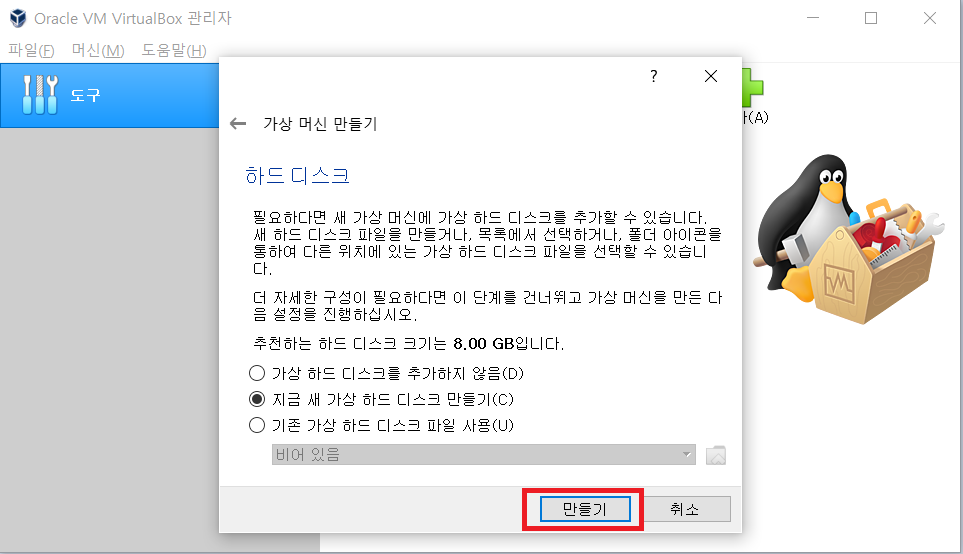 Oracle VM VirtualBox 관리자
파일(F) 머신(M) 도움말(H)
도구
가(A)
?
가상 머신 만들기
하드 디스크
필요하다면 새 가상 머신에 가상 하드 디스크를 추가할 수 있습니다.
새 하드 디스크 파일을 만들거나, 목록에서 선택하거나, 폴더 아이콘을
통하여 다른 위치에 있는 가상 하드 디스크 파일을 선택할 수 있습니
다.
더 자세한 구성이 필요하다면 이 단계를 건너뛰고 가상 머신을 만든 다
음 설정을 진행하십시오.
추천하는 하드 디스크 크기는 8.00 GB입니다.
가상 하드 디스크를 추가하지 않음(D)
지금 새 가상 하드 디스크 만들기(C)
기존 가상 하드 디스크 파일 사용(U)
비어 있음
만들기
취소